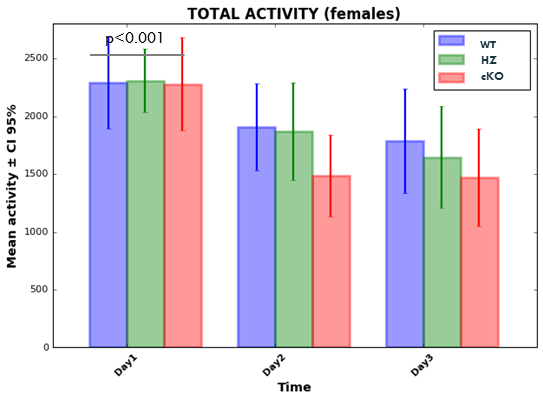 TOTAL ACTIVITY (females)
p<0.001
WT
HZ
cKO
Mean activity ± CI 95%
2500
2000
1500
1000
500
0
Day1
Day2
Day3
Time